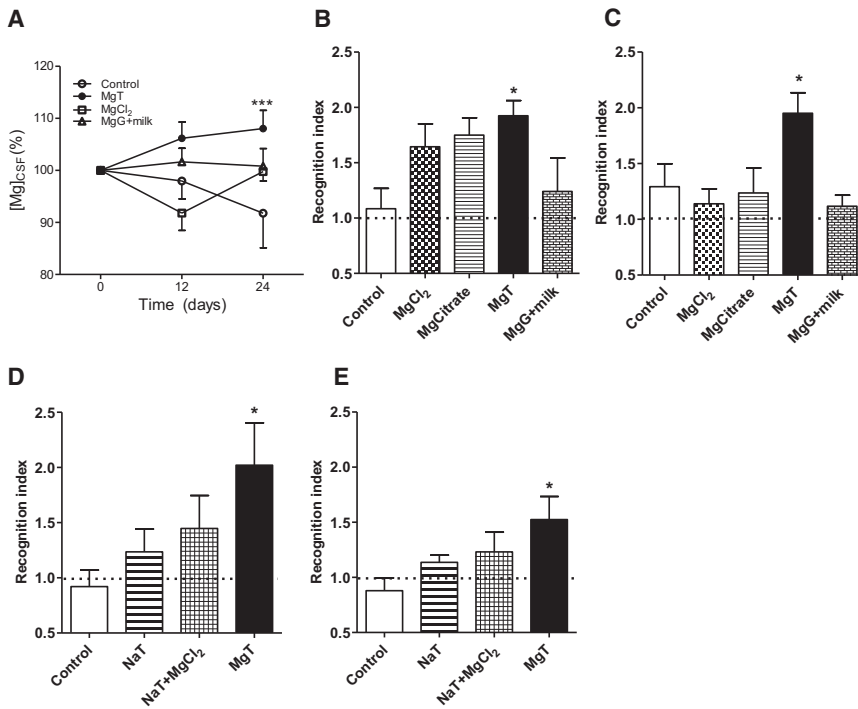 A
120
110
100
90
80
[Mg]CSF (%)
Control
MgT
MgCl₂
MgG+milk
***
0
12
24
Time (days)
B
2.5
2.0
1.5
1.0
0.5
Recognition index
*
Control
MgCl₂
MgCitrate
MgT
MgG+milk
C
2.5
2.0
1.5
1.0
0.5
Recognition index
*
Control
MgCl₂
MgCitrate
MgT
MgG+milk
D
2.5
2.0
1.5
1.0
0.5
Recognition index
*
Control
NaT
NaT+MgCl₂
MgT
E
2.5
2.0
1.5
1.0
0.5
Recognition index
*
Control
NaT
NaT+MgCl₂
MgT